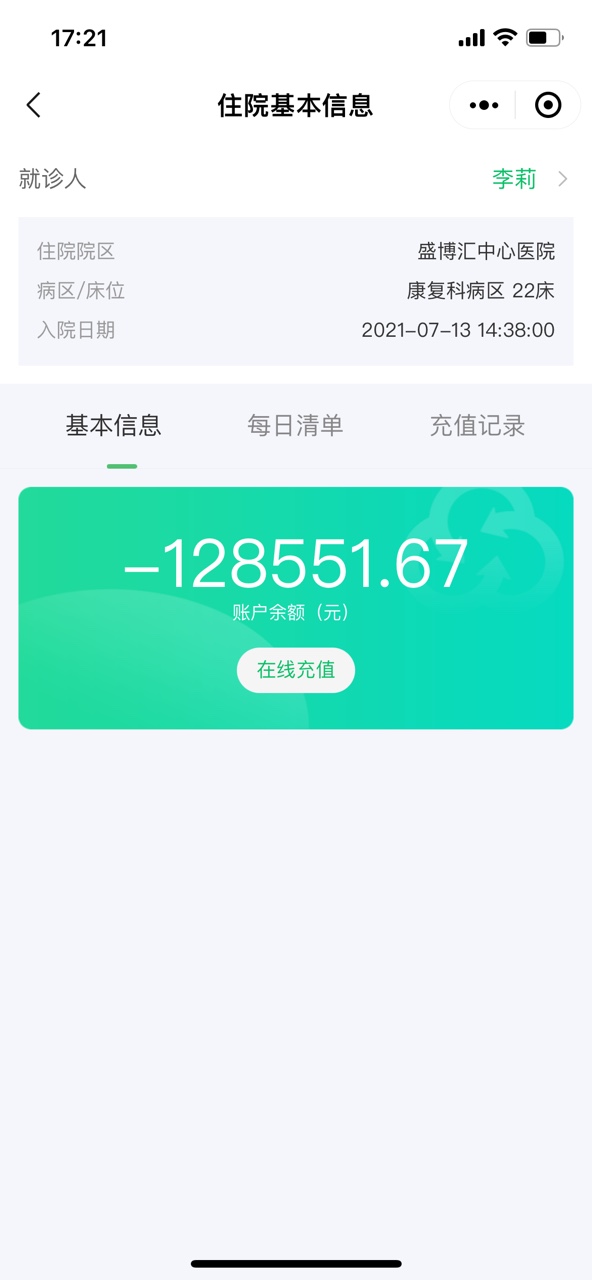 17:21
住院基本信息
就诊人 李莉
住院院区 盛博汇中心医院
病区/床位 康复科病区 22床
入院日期 2021-07-13 14:38:00
基本信息 每日清单 充值记录
-128551.67
账户余额（元）
在线充值